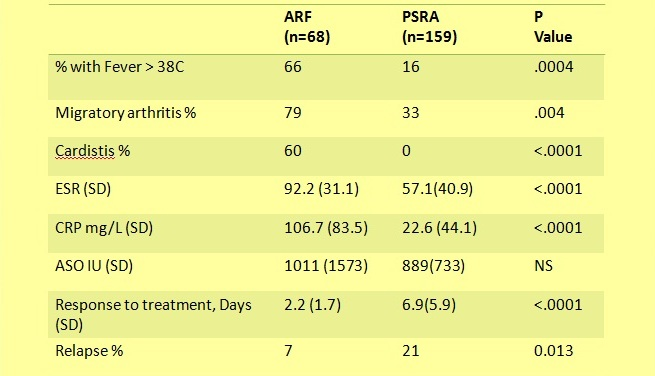 ARF PSRA P
(n=68) (n=159) Value
% with Fever > 38C 66 16 .0004
Migratory arthritis % 79 33 .004
Cardistis % 60 0 <.0001
ESR (SD) 92.2 (31.1) 57.1(40.9) <.0001
CRP mg/L (SD) 106.7 (83.5) 22.6 (44.1) <.0001
ASO IU (SD) 1011 (1573) 889(733) NS
Response to treatment, Days 2.2 (1.7) 6.9(5.9) <.0001
(SD)
Relapse % 7 21 0.013